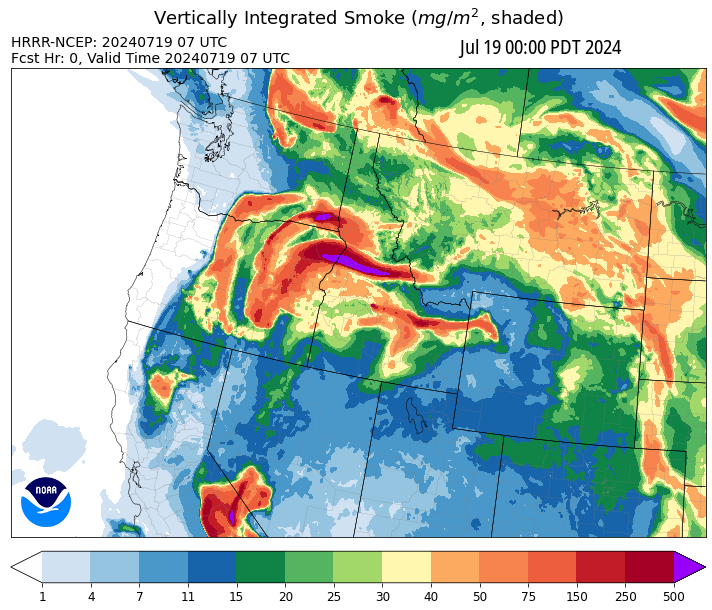 Vertically Integrated Smoke (mg/m², shaded)
HRRR-NCEP: 20240719 07 UTC
Jul 19 00:00 PDT 2024
Fcst Hr: 0, Valid Time 20240719 07 UTC
NOAA
1 4 7 11 15 20 25 30 40 50 75 150 250 500